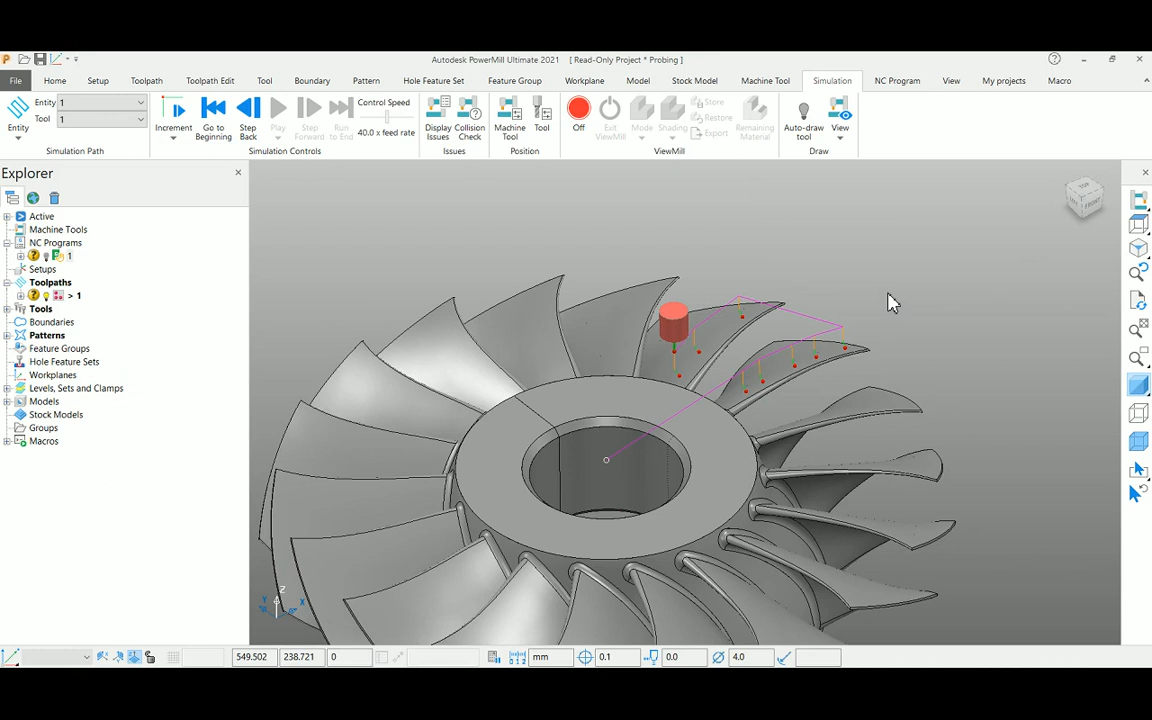 Autodesk PowerMill Ultimate 2021 [ Read-Only Project * Probing ]
File Home Setup Toolpath Toolpath Edit Tool Boundary Pattern Hole Feature Set Feature Group Workplane Model Stock Model Machine Tool Simulation NC Program View My projects Macro
Entity
Entity 1
Tool 1
Increment
Go to Beginning
Step Back
Play
Step Forward
Run to End
Control Speed
40.0 x feed rate
Display Issues
Collision Check
Machine Tool
Tool
Off
Exit ViewMill
Mode
Shading
Store
Restore
Export
Remaining Material
Auto-draw tool
View
Simulation Path Simulation Controls Issues Position ViewMill Draw
Explorer
Active
Machine Tools
NC Programs
1
Setups
Toolpaths
> 1
Tools
Boundaries
Patterns
Feature Groups
Hole Feature Sets
Workplanes
Levels, Sets and Clamps
Models
Stock Models
Groups
Macros
TOP
LEFT
FRONT
Z
Y
X
549.502 238.721 0 mm 0.1 0.0 4.0